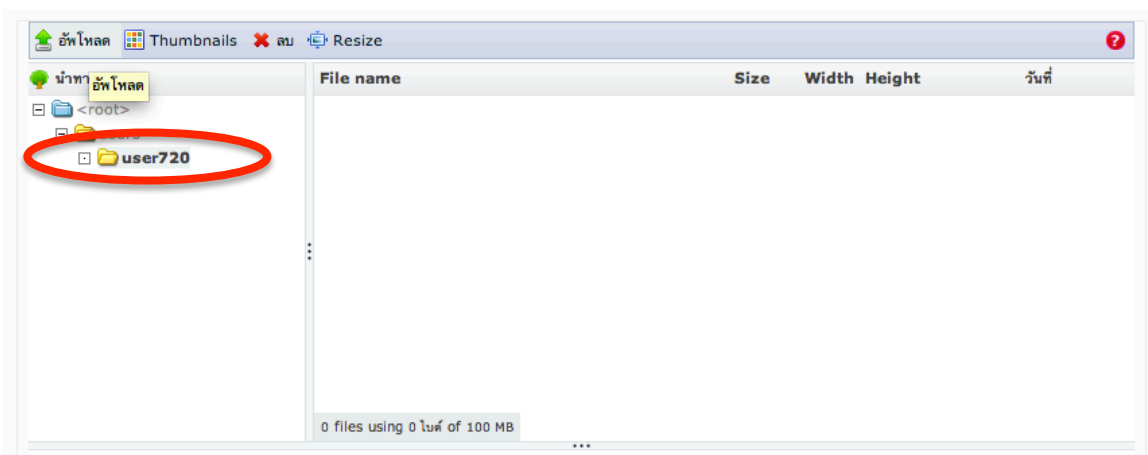 อัพโหลด Thumbnails ลบ Resize
นำทา File name Size Width Height วันที่
อัพโหลด
<root>
user720
0 files using 0 ไบต์ of 100 MB